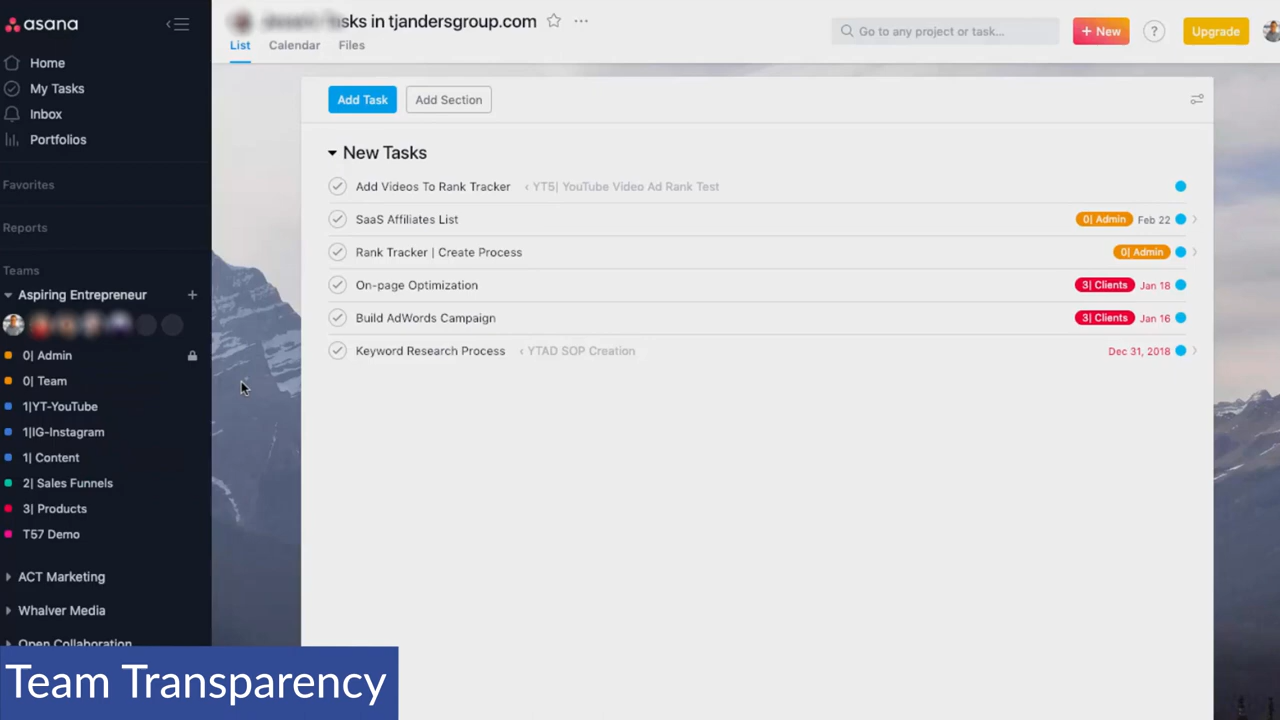 asana
Home
My Tasks
Inbox
Portfolios
Favorites
Reports
Teams
Aspiring Entrepreneur +
0| Admin
0| Team
1|YT-YouTube
1|IG-Instagram
1| Content
2| Sales Funnels
3| Products
T57 Demo
ACT Marketing
Whalver Media
Open Collaboration
in tjandersgroup.com
List Calendar Files
Go to any project or task...
+ New
?
Upgrade
Add Task Add Section
New Tasks
Add Videos To Rank Tracker ‹ YT5| YouTube Video Ad Rank Test
SaaS Affiliates List 0| Admin Feb 22
Rank Tracker | Create Process 0| Admin
On-page Optimization 3| Clients Jan 18
Build AdWords Campaign 3| Clients Jan 16
Keyword Research Process ‹ YTAD SOP Creation Dec 31, 2018
Team Transparency